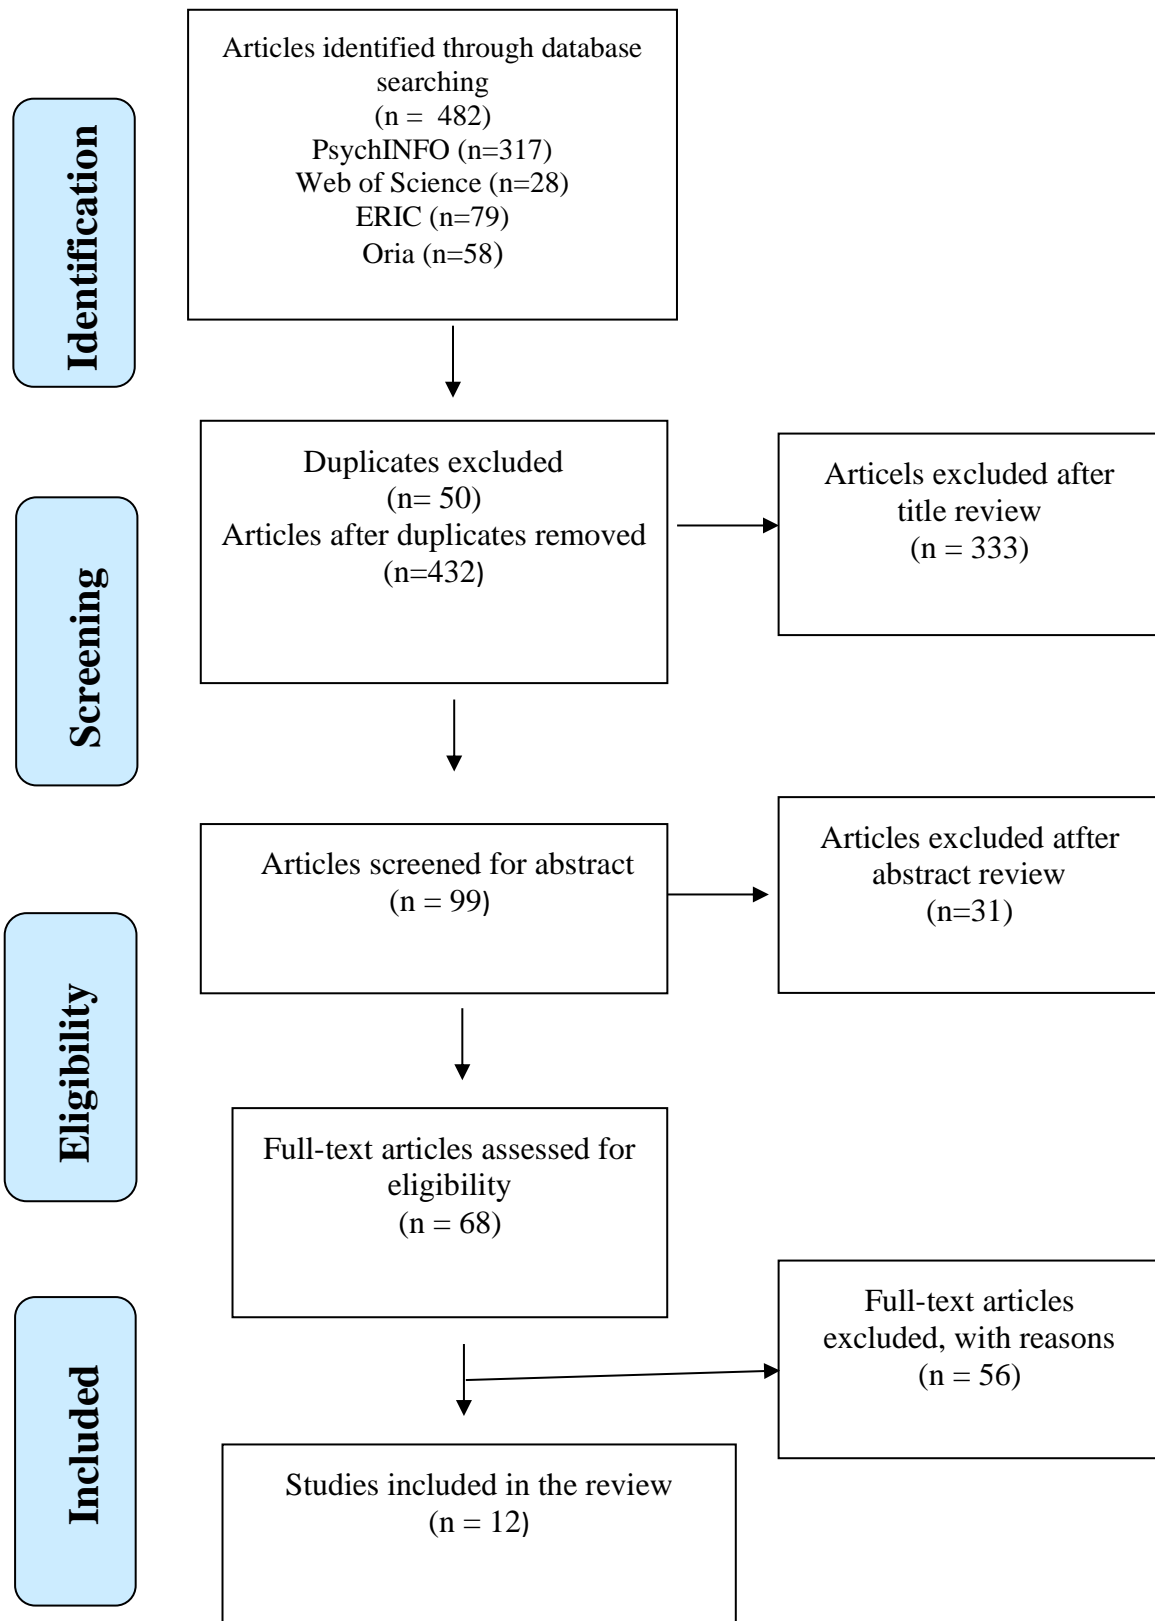 Identification
Articles identified through database
searching
(n =  482)
PsychINFO (n=317)
Web of Science (n=28)
ERIC (n=79)
Oria (n=58)
Screening
Duplicates excluded
(n= 50)
Articles after duplicates removed
(n=432)
Articels excluded after
title review
(n = 333)
Articles screened for abstract
(n = 99)
Articles excluded atfter
abstract review
(n=31)
Eligibility
Full-text articles assessed for
eligibility
(n = 68)
Full-text articles
excluded, with reasons
(n = 56)
Included
Studies included in the review
(n = 12)